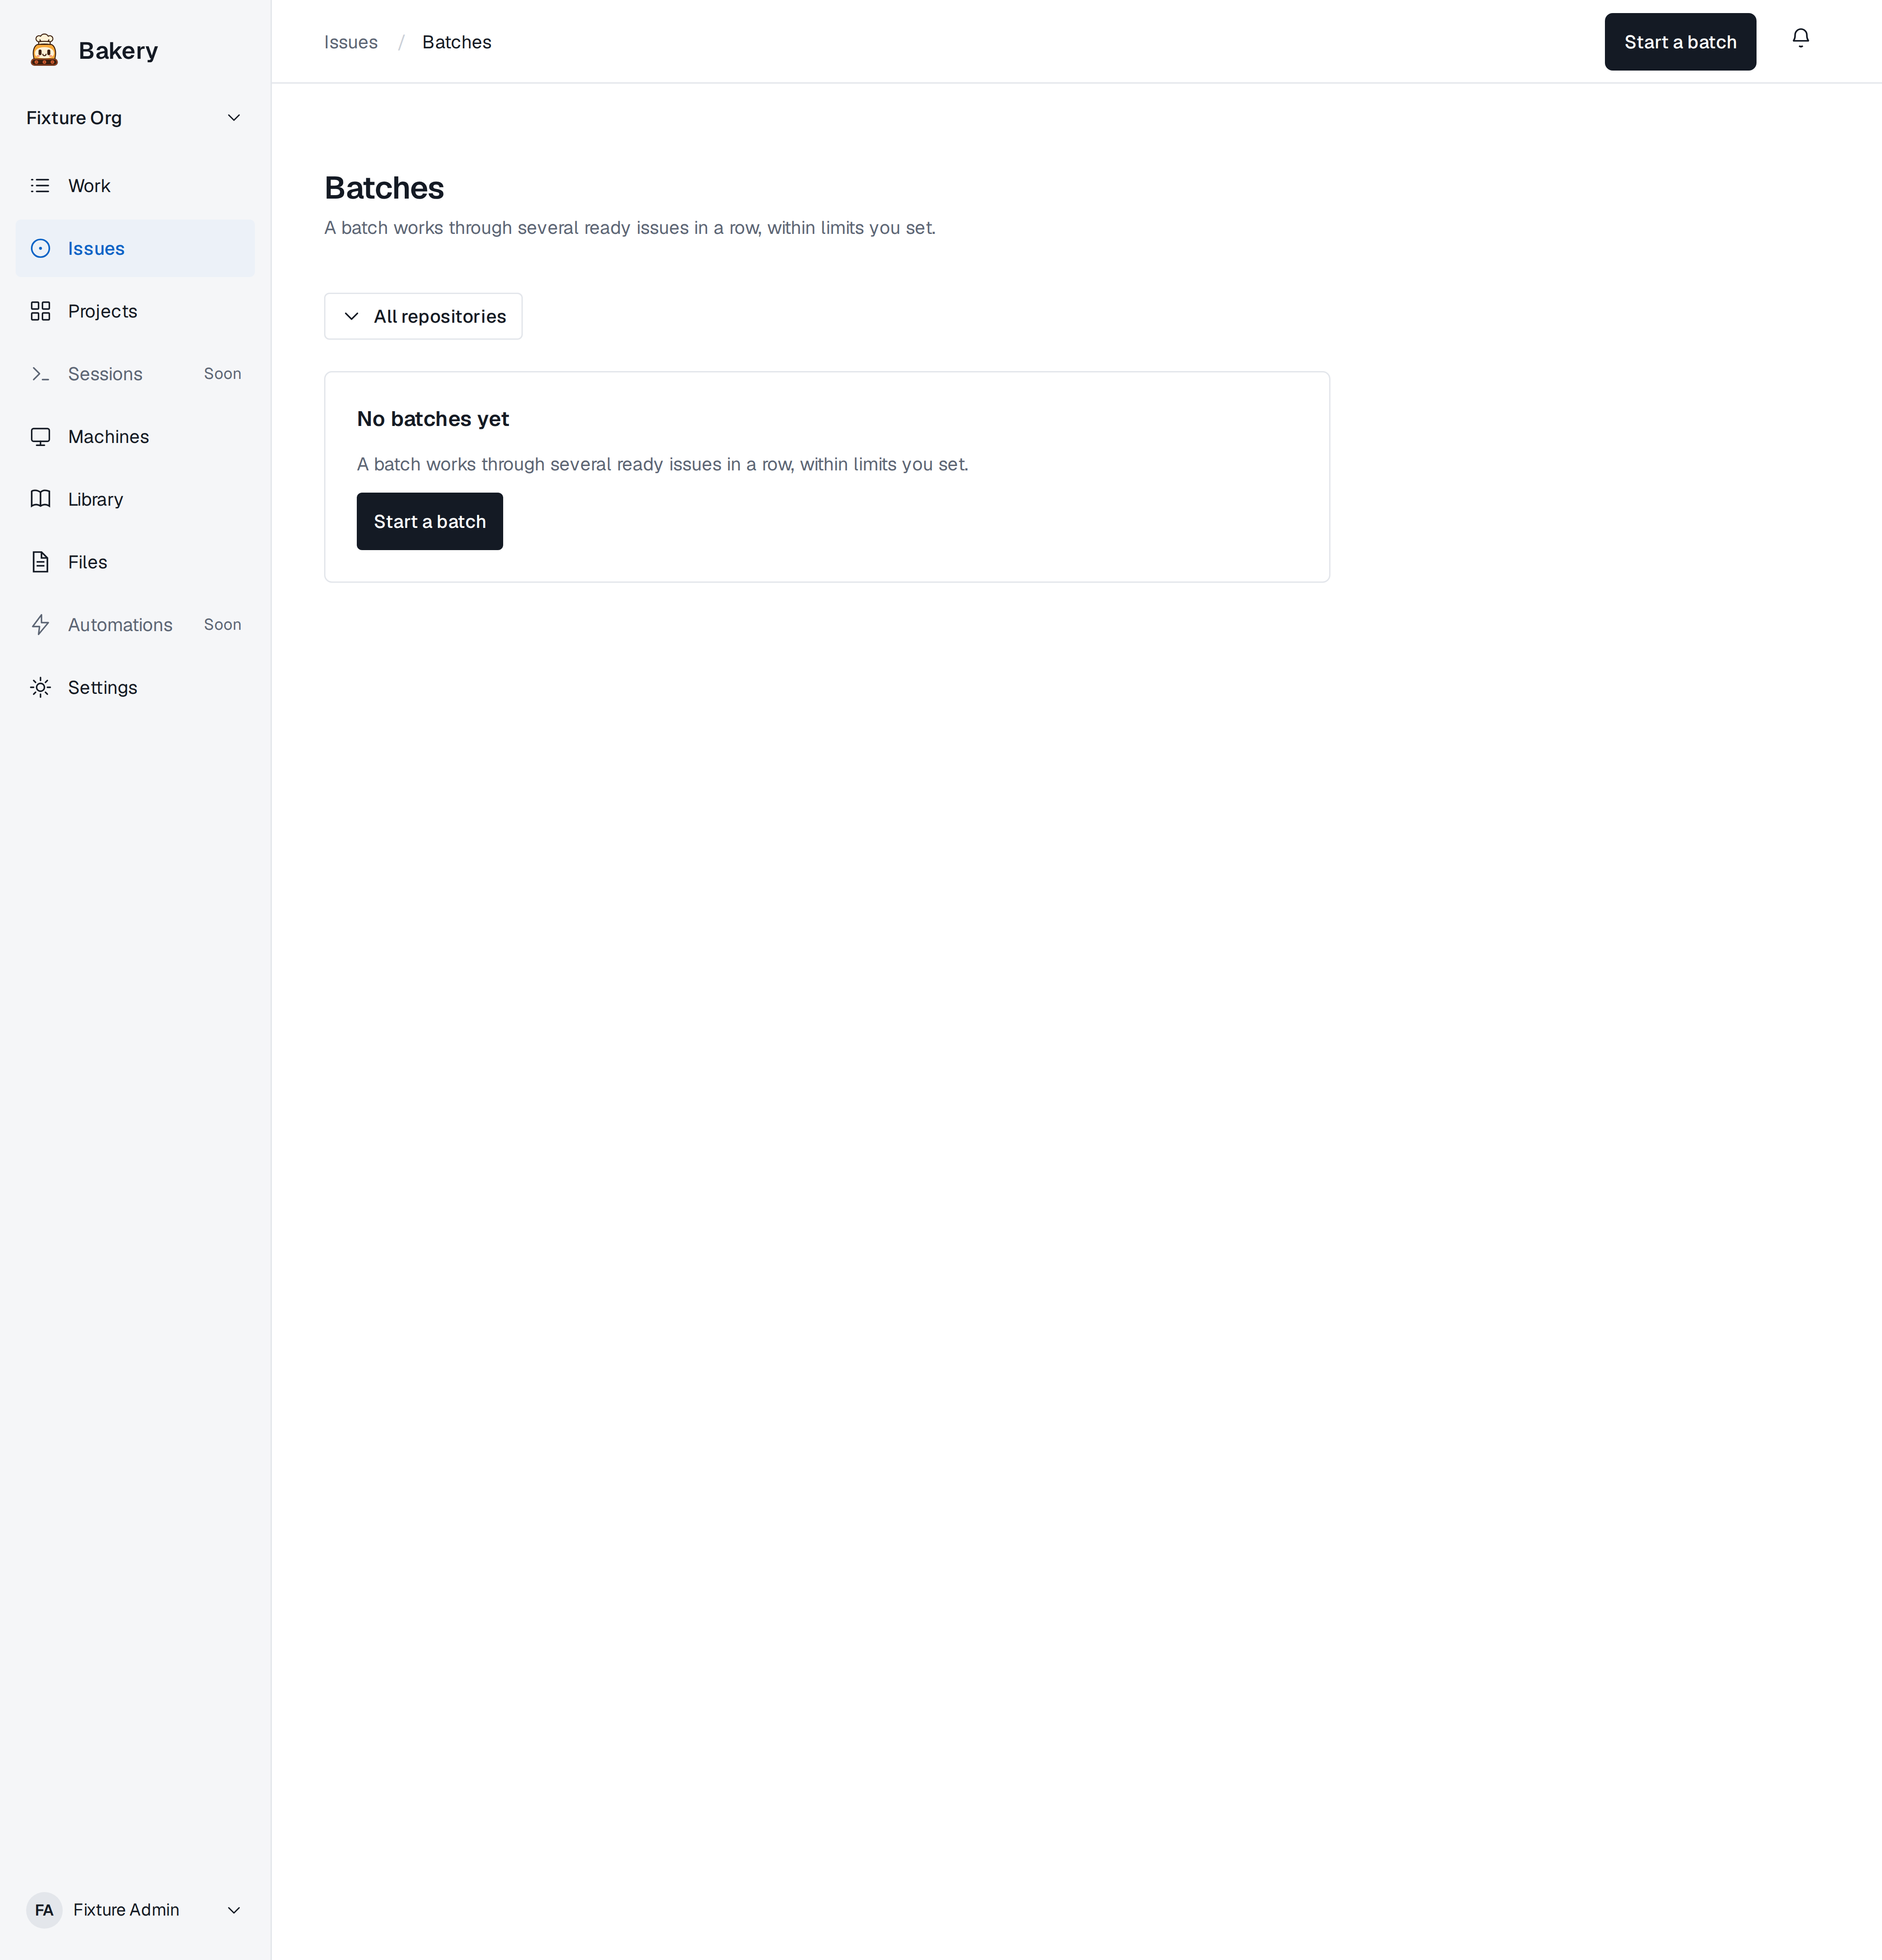 Bakery
Fixture Org
Work
Issues
Projects
Sessions Soon
Machines
Library
Files
Automations Soon
Settings
FA Fixture Admin
Issues / Batches
Start a batch
Batches
A batch works through several ready issues in a row, within limits you set.
All repositories
No batches yet
A batch works through several ready issues in a row, within limits you set.
Start a batch